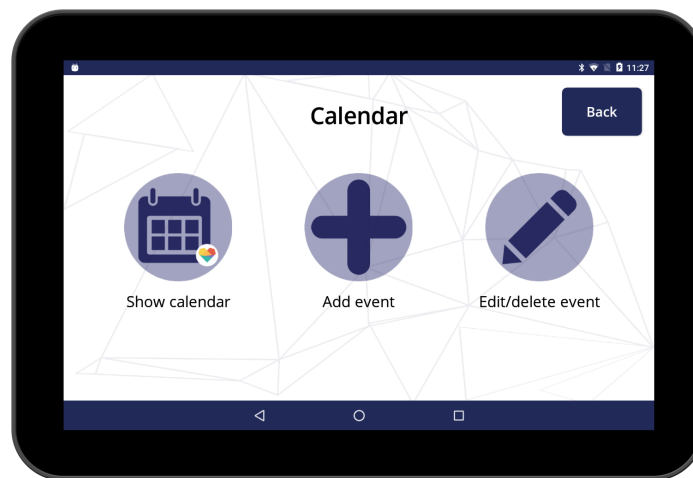 11:27
Calendar
Back
Show calendar
Add event
Edit/delete event